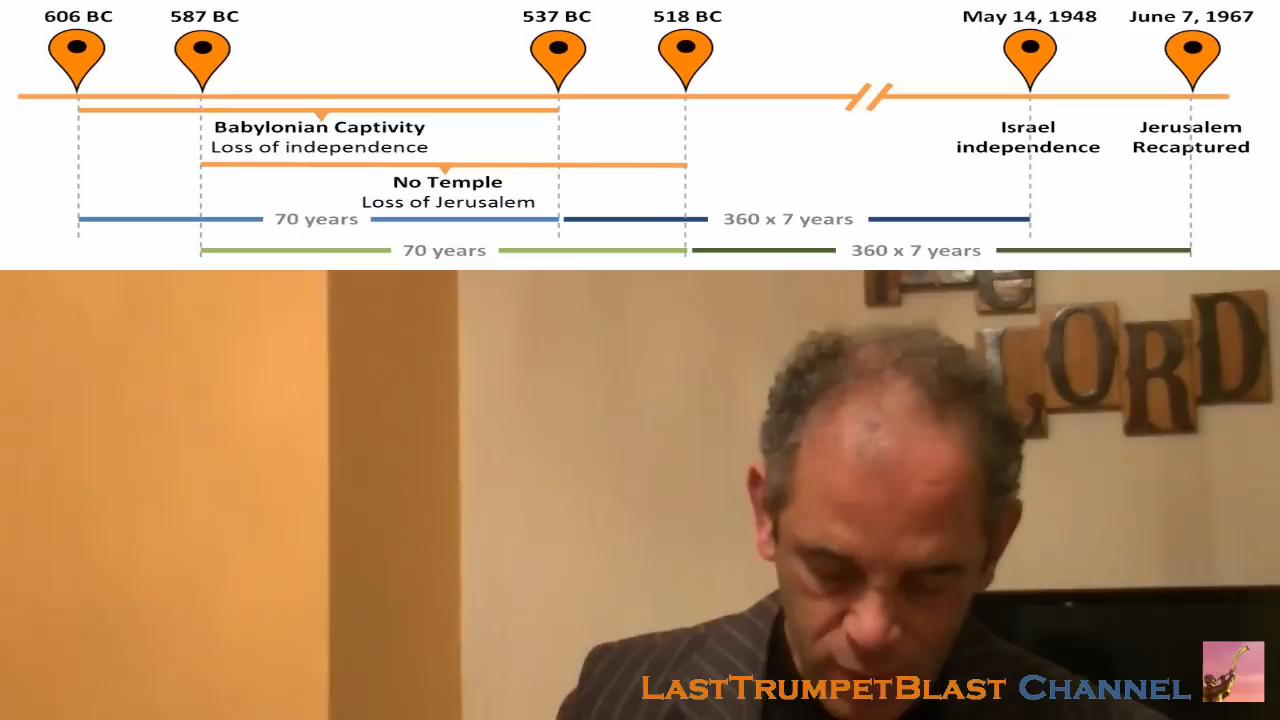 606 BC 587 BC 537 BC 518 BC May 14, 1948 June 7, 1967
Babylonian Captivity
Loss of independence
Israel
independence
Jerusalem
Recaptured
No Temple
Loss of Jerusalem
70 years 360 x 7 years
70 years 360 x 7 years
The
LORD
LASTTRUMPETBLAST CHANNEL